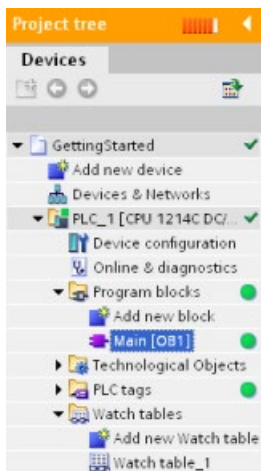 Project tree
Devices
GettingStarted
Add new device
Devices & Networks
PLC_1 [CPU 1214C DC/...
Device configuration
Online & diagnostics
Program blocks
Add new block
Main [OB1]
Technological Objects
PLC tags
Watch tables
Add new Watch table
Watch table_1